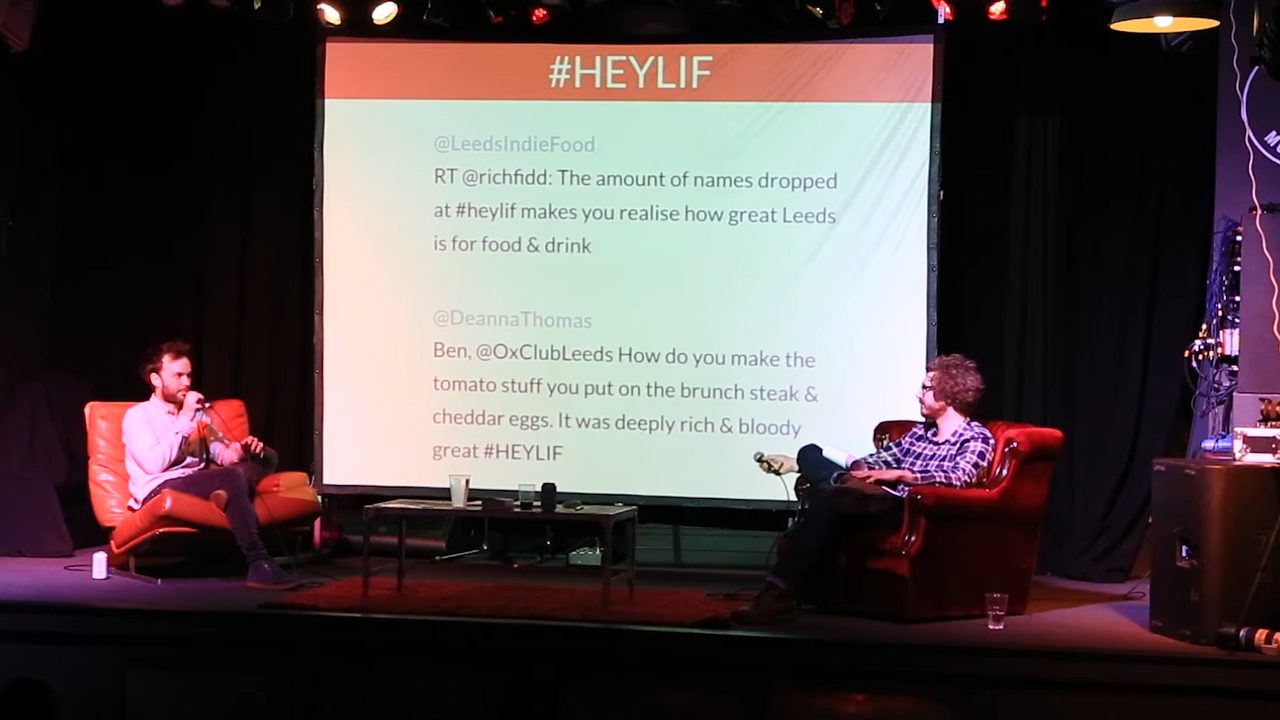 #HEYLIF
@LeedsIndieFood
RT @richfidd: The amount of names dropped
at #heylif makes you realise how great Leeds
is for food & drink
@DeannaThomas
Ben, @OxClubLeeds How do you make the
tomato stuff you put on the brunch steak &
cheddar eggs. It was deeply rich & bloody
great #HEYLIF